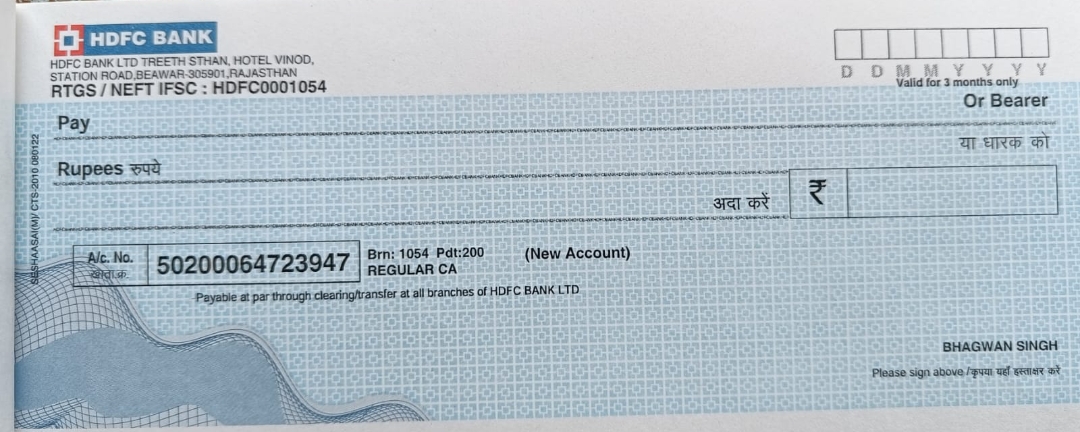 HDFC BANK
HDFC BANK LTD TREETH STHAN, HOTEL VINOD,
STATION ROAD,BEAWAR-305901,RAJASTHAN
RTGS / NEFT IFSC : HDFC0001054
D D M M Y Y Y Y
Valid for 3 months only
Pay
Or Bearer
या धारक को
Rupees रुपये
अदा करें
₹
SESHAASAI(M)/ CTS-2010 080122
A/c. No.
खाता.क्र.
50200064723947
Brn: 1054 Pdt:200 (New Account)
REGULAR CA
Payable at par through clearing/transfer at all branches of HDFC BANK LTD
BHAGWAN SINGH
Please sign above /कृपया यहाँ हस्ताक्षर करे